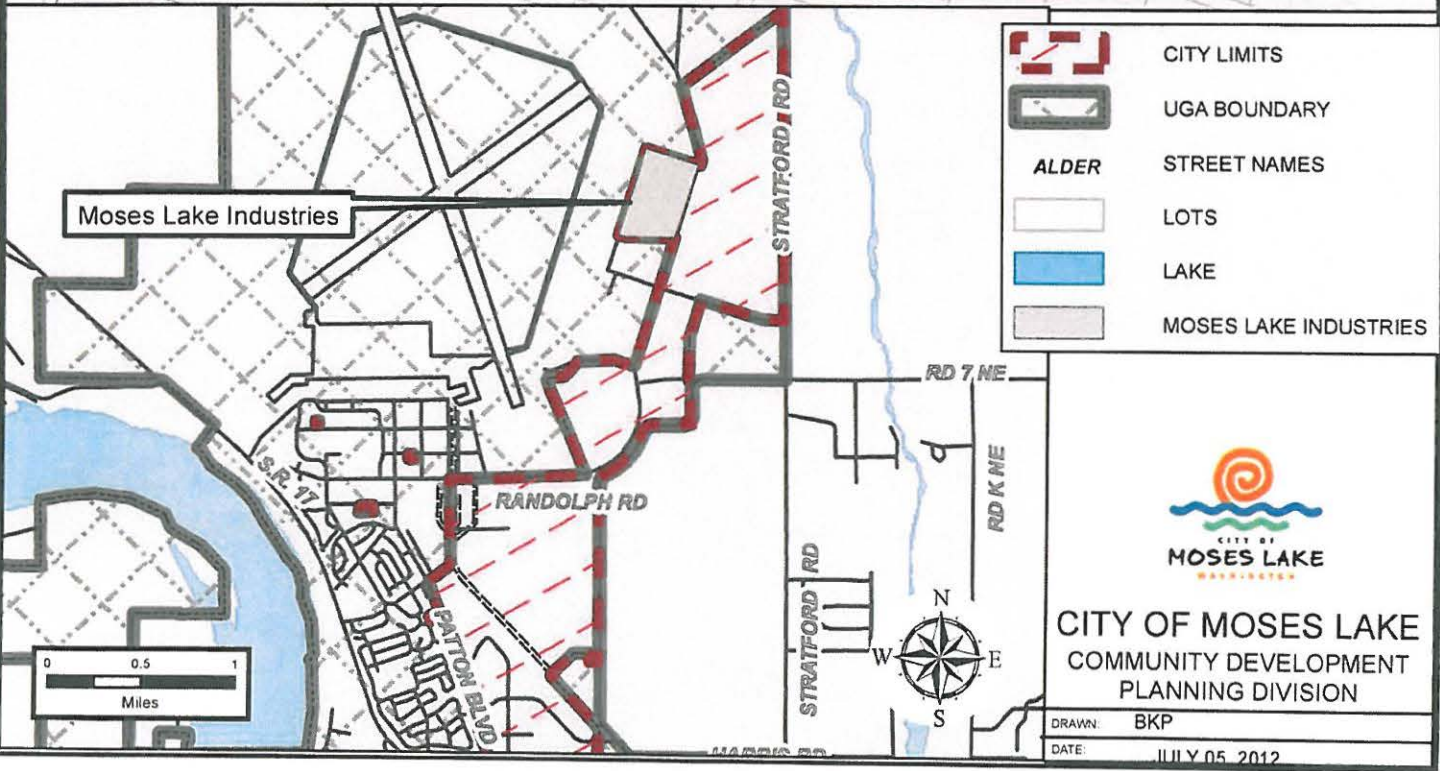 CITY LIMITS
UGA BOUNDARY
ALDER STREET NAMES
LOTS
LAKE
MOSES LAKE INDUSTRIES
Moses Lake Industries
STRATFORD RD
RD 7 NE
RD K NE
S.R. 17
RANDOLPH RD
STRATFORD RD
PATTON BLVD
HARRIS RD
0 0.5 1
Miles
N
W E
S
CITY OF
MOSES LAKE
WASHINGTON
CITY OF MOSES LAKE
COMMUNITY DEVELOPMENT
PLANNING DIVISION
DRAWN: BKP
DATE: JULY 05, 2012